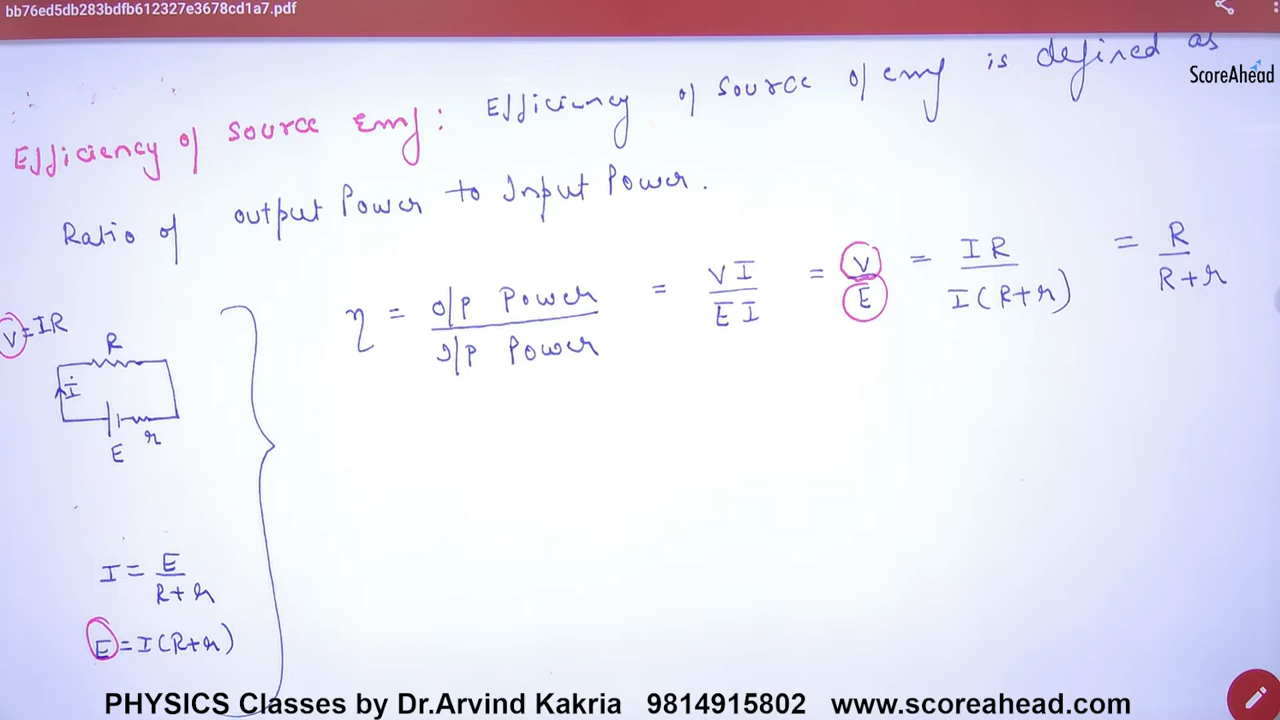 bb76ed5db283bdfb612327e3678cd1a7.pdf
ScoreAhead
Efficiency of source Emf: Efficiency of source of emf is defined as
Ratio of output Power to Input Power.
η = O/P Power / I/P Power = VI / EI = V / E = IR / I(R+r) = R / R+r
V=IR
R
I
r
E
I = E / R+r
E = I(R+r)
PHYSICS Classes by Dr.Arvind Kakria 9814915802 www.scoreahead.com